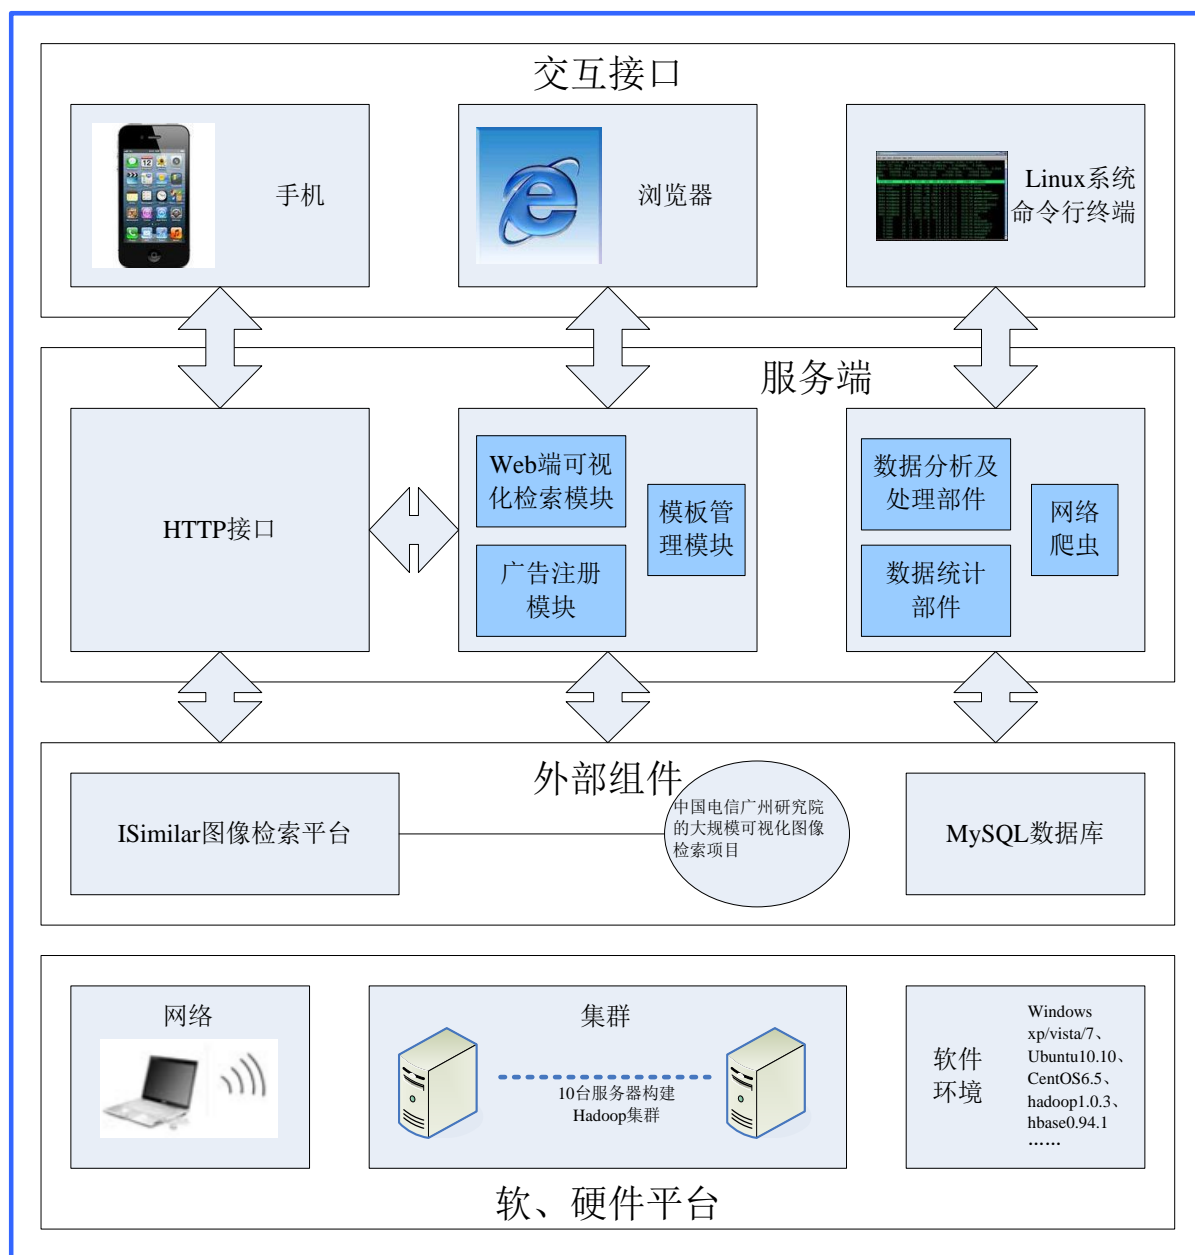 交互接口
手机
浏览器
Linux系统
命令行终端
服务端
HTTP接口
Web端可视
化检索模块
模板管
理模块
广告注册
模块
数据分析及
处理部件
网络
爬虫
数据统计
部件
外部组件
ISimilar图像检索平台
中国电信广州研究院
的大规模可视化图像
检索项目
MySQL数据库
网络
集群
10台服务器构建
Hadoop集群
软件
环境
Windows
xp/vista/7、
Ubuntu10.10、
CentOS6.5、
hadoop1.0.3、
hbase0.94.1
……
软、硬件平台